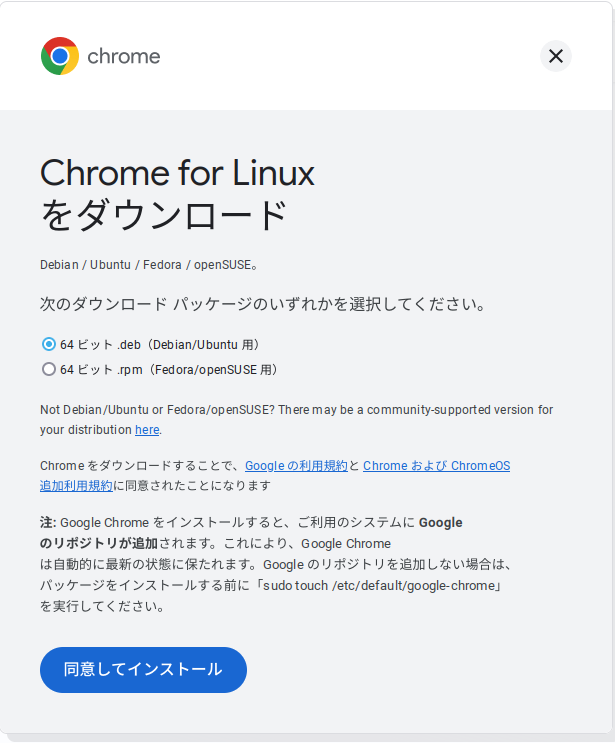 chrome
Chrome for Linux
をダウンロード
Debian / Ubuntu / Fedora / openSUSE。
次のダウンロード パッケージのいずれかを選択してください。
64 ビット .deb（Debian/Ubuntu 用）
64 ビット .rpm（Fedora/openSUSE 用）
Not Debian/Ubuntu or Fedora/openSUSE? There may be a community-supported version for
your distribution here.
Chrome をダウンロードすることで、Google の利用規約と Chrome および ChromeOS
追加利用規約に同意されたことになります
注: Google Chrome をインストールすると、ご利用のシステムに Google
のリポジトリが追加されます。これにより、Google Chrome
は自動的に最新の状態に保たれます。Google のリポジトリを追加しない場合は、
パッケージをインストールする前に「sudo touch /etc/default/google-chrome」
を実行してください。
同意してインストール